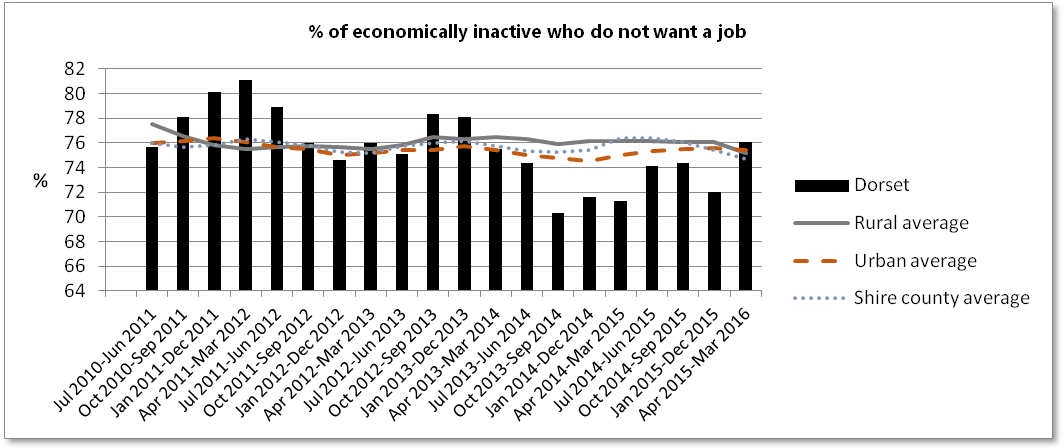 % of economically inactive who do not want a job
82
80
78
76
74
72
70
68
66
64
%
Jul 2010-Jun 2011
Oct 2010-Sep 2011
Jan 2011-Dec 2011
Apr 2011-Mar 2012
Jul 2011-Jun 2012
Oct 2011-Sep 2012
Jan 2012-Dec 2012
Apr 2012-Mar 2013
Jul 2012-Jun 2013
Oct 2012-Sep 2013
Jan 2013-Dec 2013
Apr 2013-Mar 2014
Jul 2013-Jun 2014
Oct 2013-Sep 2014
Jan 2014-Dec 2014
Apr 2014-Mar 2015
Jul 2014-Jun 2015
Oct 2014-Sep 2015
Jan 2015-Dec 2015
Apr 2015-Mar 2016
Dorset
Rural average
Urban average
Shire county average